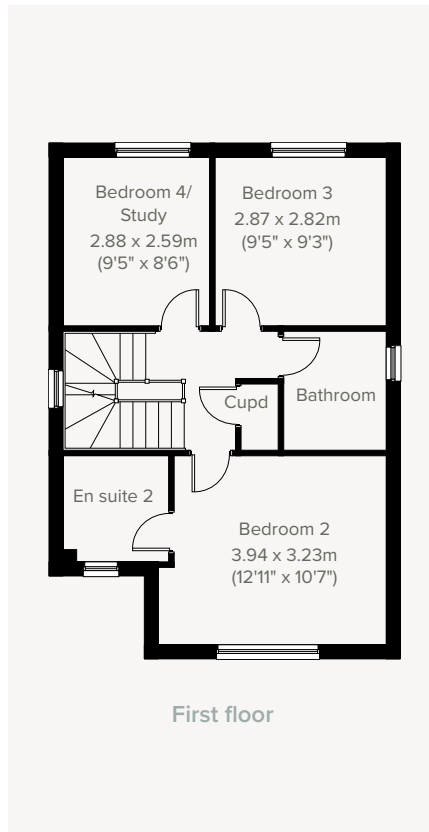 Bedroom 4/
Study
2.88 x 2.59m
(9'5" x 8'6")
Bedroom 3
2.87 x 2.82m
(9'5" x 9'3")
Cupd
Bathroom
En suite 2
Bedroom 2
3.94 x 3.23m
(12'11" x 10'7")
First floor